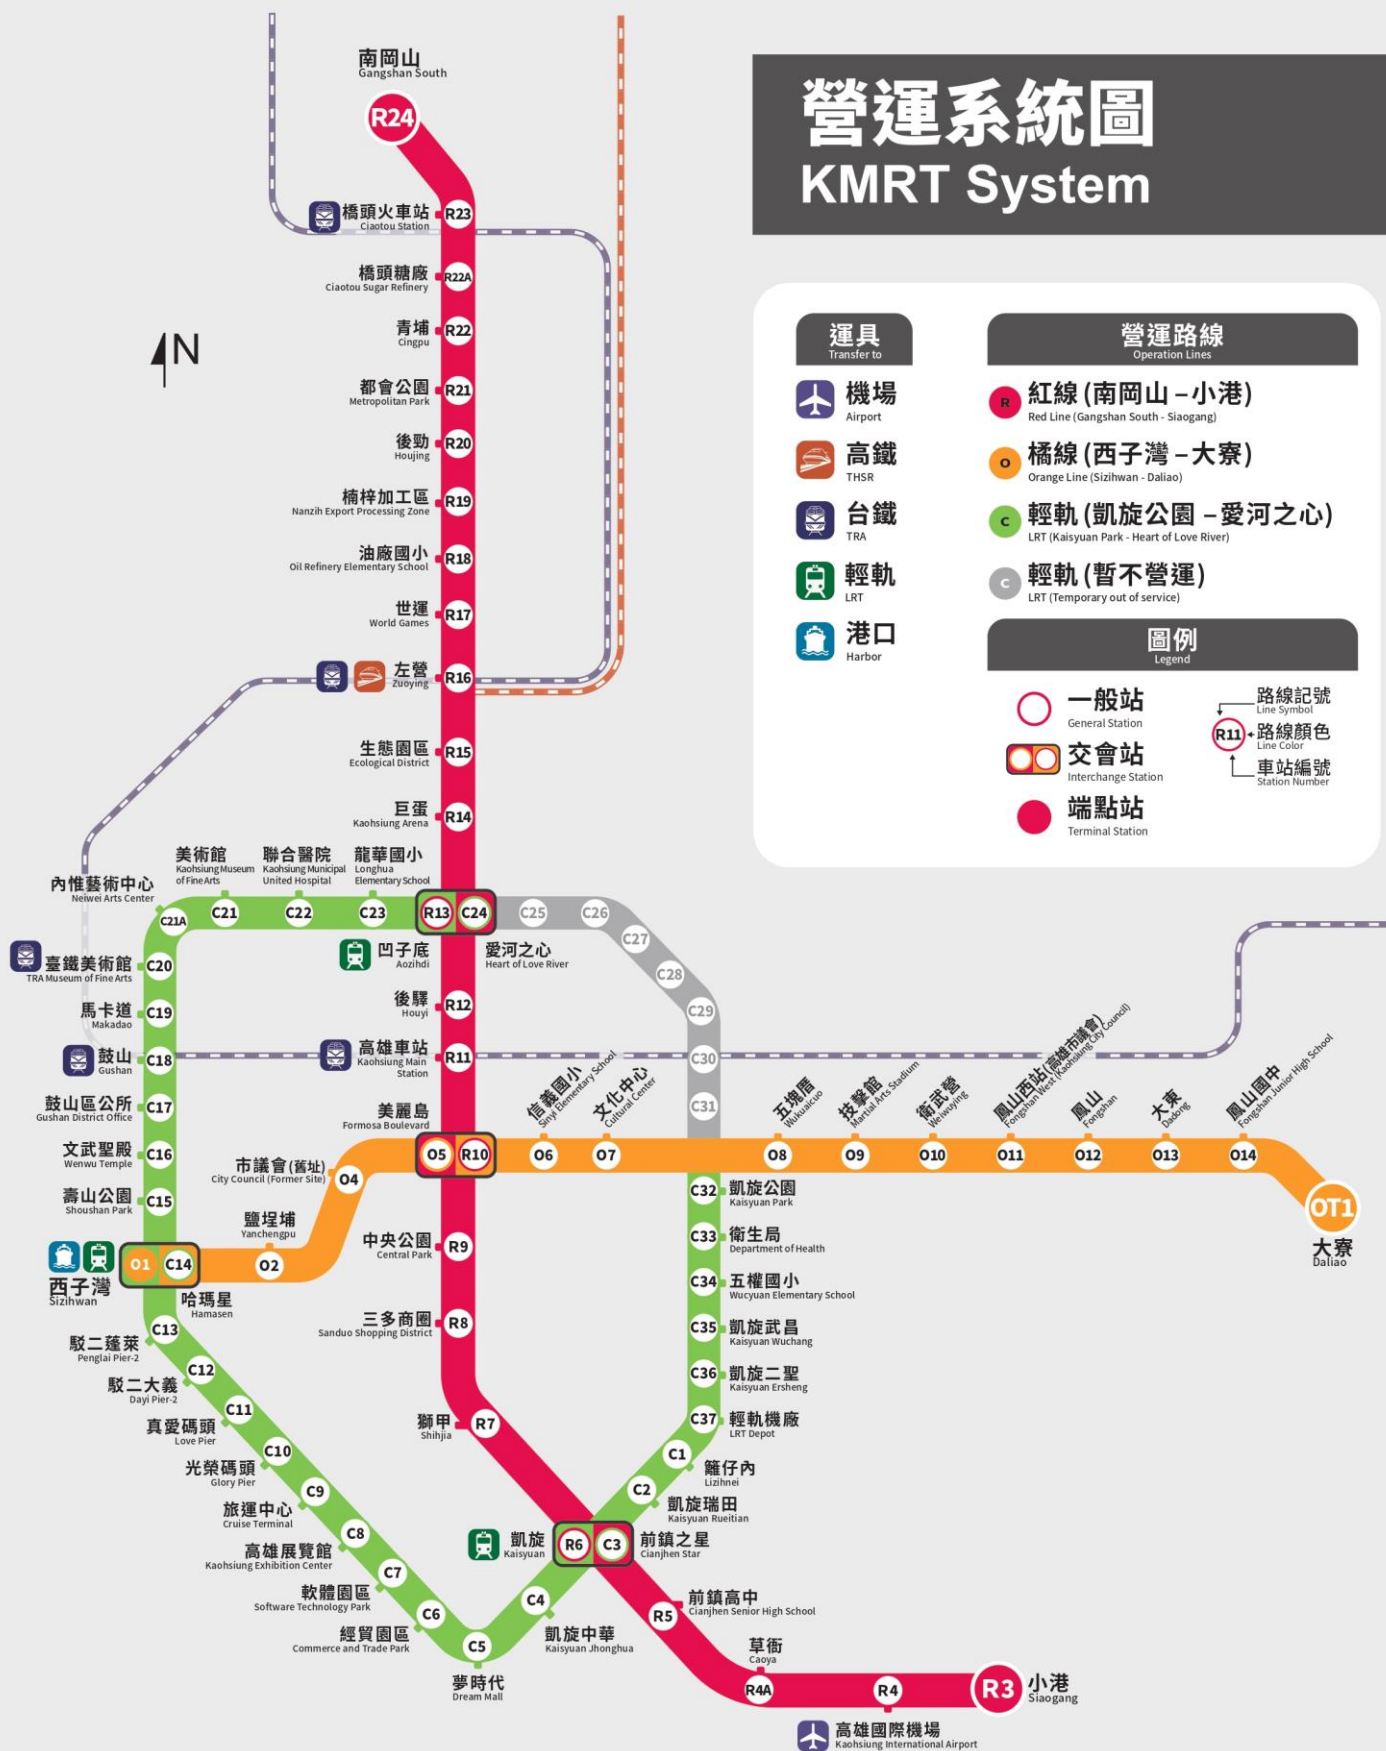 營運系統圖
KMRT System
運具
Transfer to
機場
Airport
高鐵
THSR
台鐵
TRA
輕軌
LRT
港口
Harbor
營運路線
Operation Lines
R
紅線 (南岡山 – 小港)
Red Line (Gangshan South - Siaogang)
O
橘線 (西子灣 – 大寮)
Orange Line (Sizihwan - Daliao)
C
輕軌 (凱旋公園 – 愛河之心)
LRT (Kaisyuan Park - Heart of Love River)
C
輕軌 (暫不營運)
LRT (Temporary out of service)
圖例
Legend
一般站
General Station
交會站
Interchange Station
端點站
Terminal Station
R11
路線記號
Line Symbol
路線顏色
Line Color
車站編號
Station Number
N
南岡山
Gangshan South
R24
橋頭火車站
Ciaotou Station
R23
橋頭糖廠
Ciaotou Sugar Refinery
R22A
青埔
Cingpu
R22
都會公園
Metropolitan Park
R21
後勁
Houjing
R20
楠梓加工區
Nanzih Export Processing Zone
R19
油廠國小
Oil Refinery Elementary School
R18
世運
World Games
R17
左營
Zuoying
R16
生態園區
Ecological District
R15
巨蛋
Kaohsiung Arena
R14
美術館
Kaohsiung Museum
of Fine Arts
C21
聯合醫院
Kaohsiung Municipal
United Hospital
C22
龍華國小
Longhua
Elementary School
C23
內惟藝術中心
Neiwei Arts Center
C21A
R13
C24
凹子底
Aozihdi
愛河之心
Heart of Love River
C25
C26
C27
C28
C29
C30
C31
臺鐵美術館
TRA Museum of Fine Arts
C20
馬卡道
Makadao
C19
鼓山
Gushan
C18
鼓山區公所
Gushan District Office
C17
文武聖殿
Wenwu Temple
C16
壽山公園
Shoushan Park
C15
後驛
Houyi
R12
高雄車站
Kaohsiung Main
Station
R11
美麗島
Formosa Boulevard
O5
R10
市議會(舊址)
City Council (Former Site)
O4
鹽埕埔
Yanchengpu
O2
O1
C14
西子灣
Sizihwan
哈瑪星
Hamasen
信義國小
Sinyi Elementary School
O6
文化中心
Cultural Center
O7
五塊厝
Wukuaicuo
O8
技擊館
Martial Arts Stadium
O9
衛武營
Weiwuying
O10
鳳山西站(高雄市議會)
Fongshan West (Kaohsiung City Council)
O11
鳳山
Fongshan
O12
大東
Dadong
O13
鳳山國中
Fongshan Junior High School
O14
OT1
大寮
Daliao
中央公園
Central Park
R9
三多商圈
Sanduo Shopping District
R8
獅甲
Shihjia
R7
C32
凱旋公園
Kaisyuan Park
C33
衛生局
Department of Health
C34
五權國小
Wucyuan Elementary School
C35
凱旋武昌
Kaisyuan Wuchang
C36
凱旋二聖
Kaisyuan Ersheng
C37
輕軌機廠
LRT Depot
C1
籬仔內
Lizihnei
C2
凱旋瑞田
Kaisyuan Rueitian
凱旋
Kaisyuan
R6
C3
前鎮之星
Cianjhen Star
C4
凱旋中華
Kaisyuan Jhonghua
C5
夢時代
Dream Mall
C13
駁二蓬萊
Penglai Pier-2
C12
駁二大義
Dayi Pier-2
C11
真愛碼頭
Love Pier
C10
光榮碼頭
Glory Pier
C9
旅運中心
Cruise Terminal
C8
高雄展覽館
Kaohsiung Exhibition Center
C7
軟體園區
Software Technology Park
C6
經貿園區
Commerce and Trade Park
R5
前鎮高中
Cianjhen Senior High School
草衙
Caoya
R4A
R4
高雄國際機場
Kaohsiung International Airport
R3
小港
Siaogang